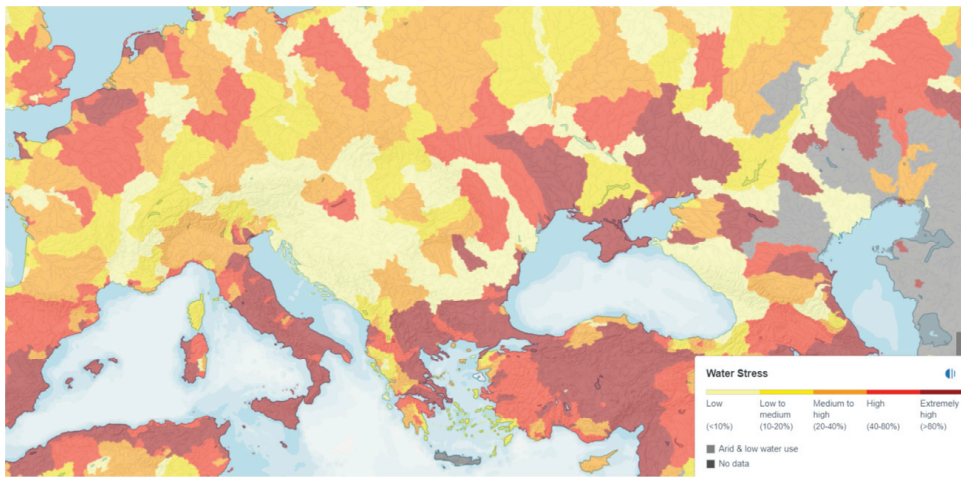 Water Stress
Low
Low to
medium
Medium to
high
High
Extremely
high
(<10%)
(10-20%)
(20-40%)
(40-80%)
(>80%)
Arid & low water use
No data